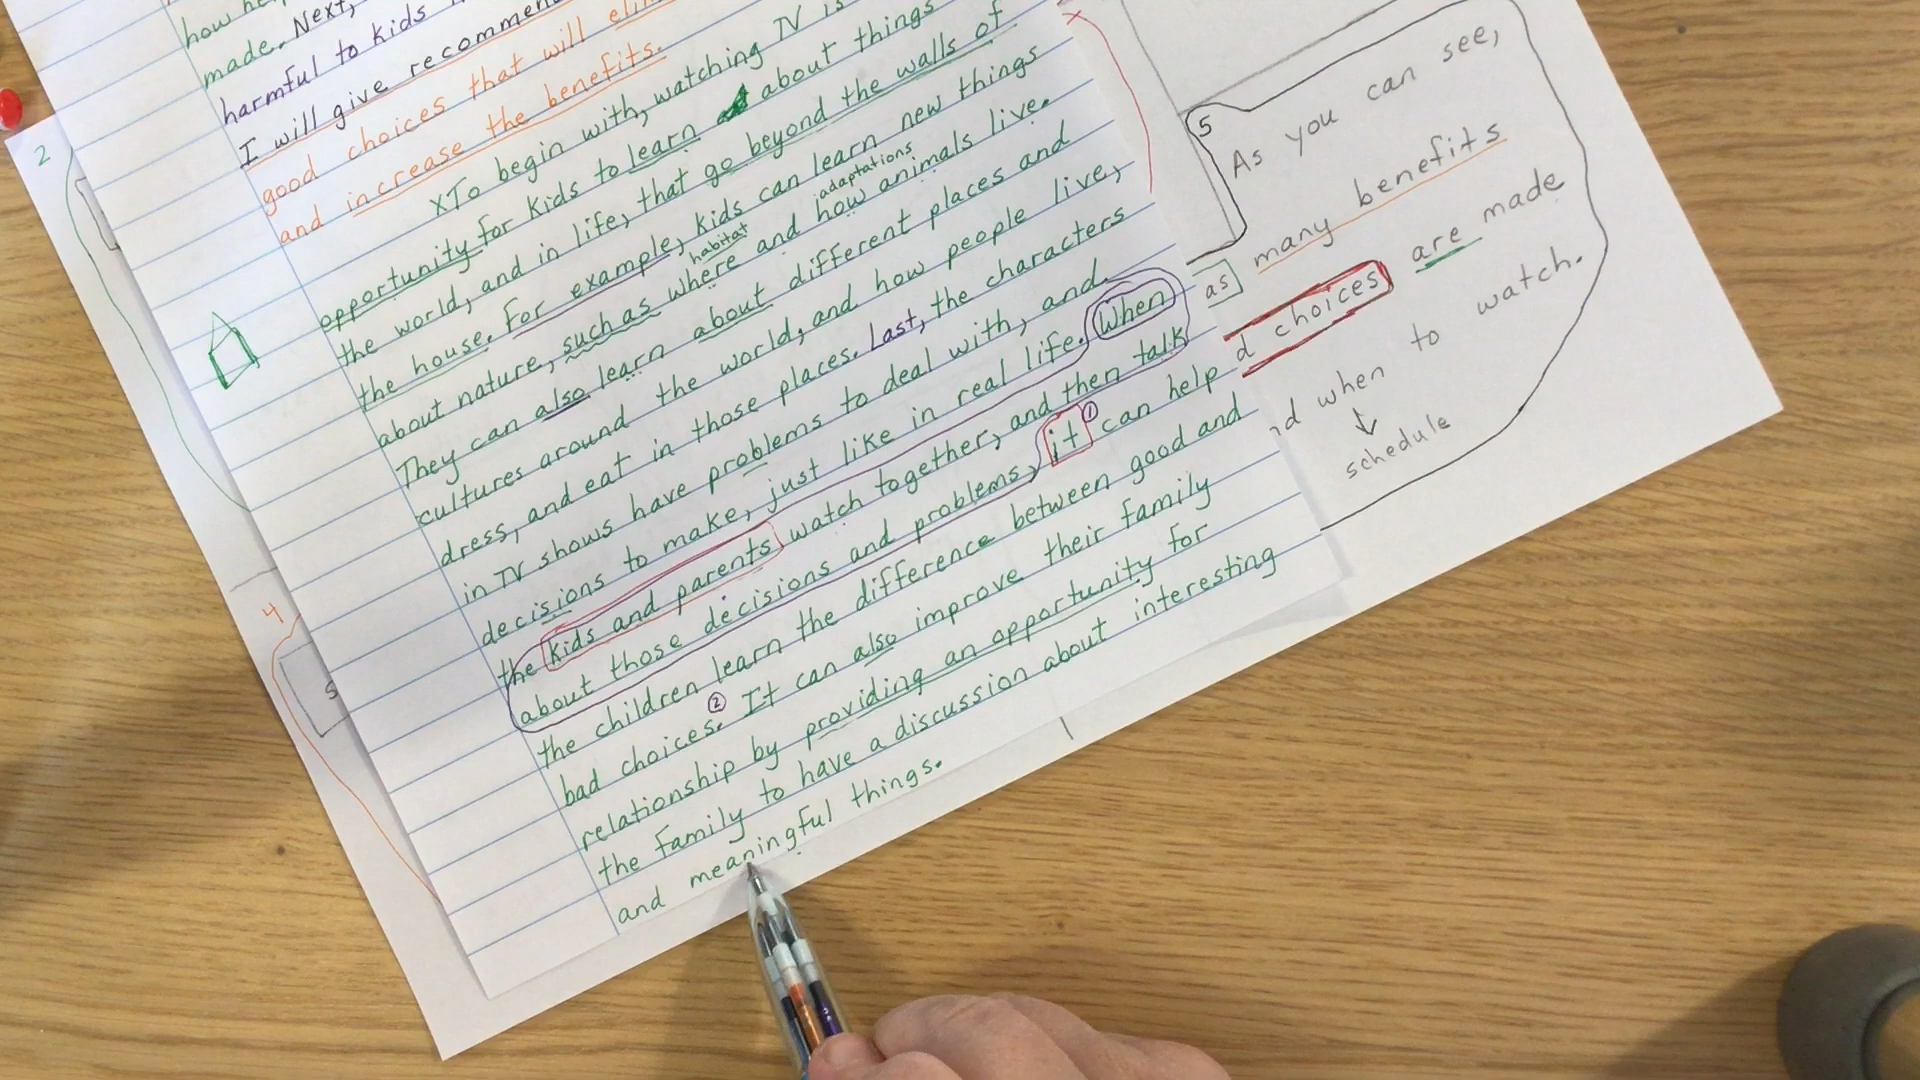 made. Next,
harmful to kids
I will give recommen
good choices that will
and increase the benefits.
xTo begin with, watching TV is
opportunity for kids to learn about things
the world, and in life, that go beyond the walls of
the house. For example, kids can learn new things
habitat adaptations
about nature, such as where and how animals live.
They can also learn about different places and
cultures around the world, and how people live,
dress, and eat in those places. Last, the characters
in TV shows have problems to deal with, and
decisions to make, just like in real life. When
the kids and parents watch together, and then talk
about those decisions and problems, it ① can help
the children learn the difference between good and
bad choices. ② It can also improve their family
relationship by providing an opportunity for
the family to have a discussion about interesting
and meaningful things.
2
4
s
5
As you can see,
many benefits
as
d choices are made
nd when to watch.
schedule